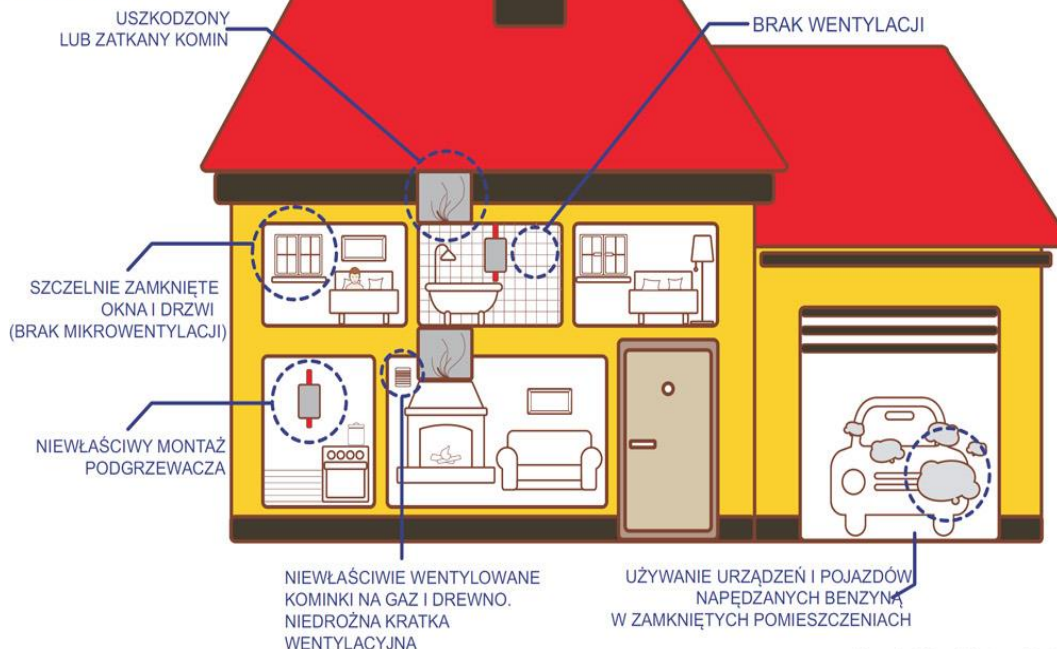 USZKODZONY
LUB ZATKANY KOMIN
BRAK WENTYLACJI
SZCZELNIE ZAMKNIĘTE
OKNA I DRZWI
(BRAK MIKROWENTYLACJI)
NIEWŁAŚCIWY MONTAŻ
PODGRZEWACZA
NIEWŁAŚCIWIE WENTYLOWANE
KOMINKI NA GAZ I DREWNO.
NIEDROŻNA KRATKA
WENTYLACYJNA
UŻYWANIE URZĄDZEŃ I POJAZDÓW
NAPĘDZANYCH BENZYNĄ
W ZAMKNIĘTYCH POMIESZCZENIACH